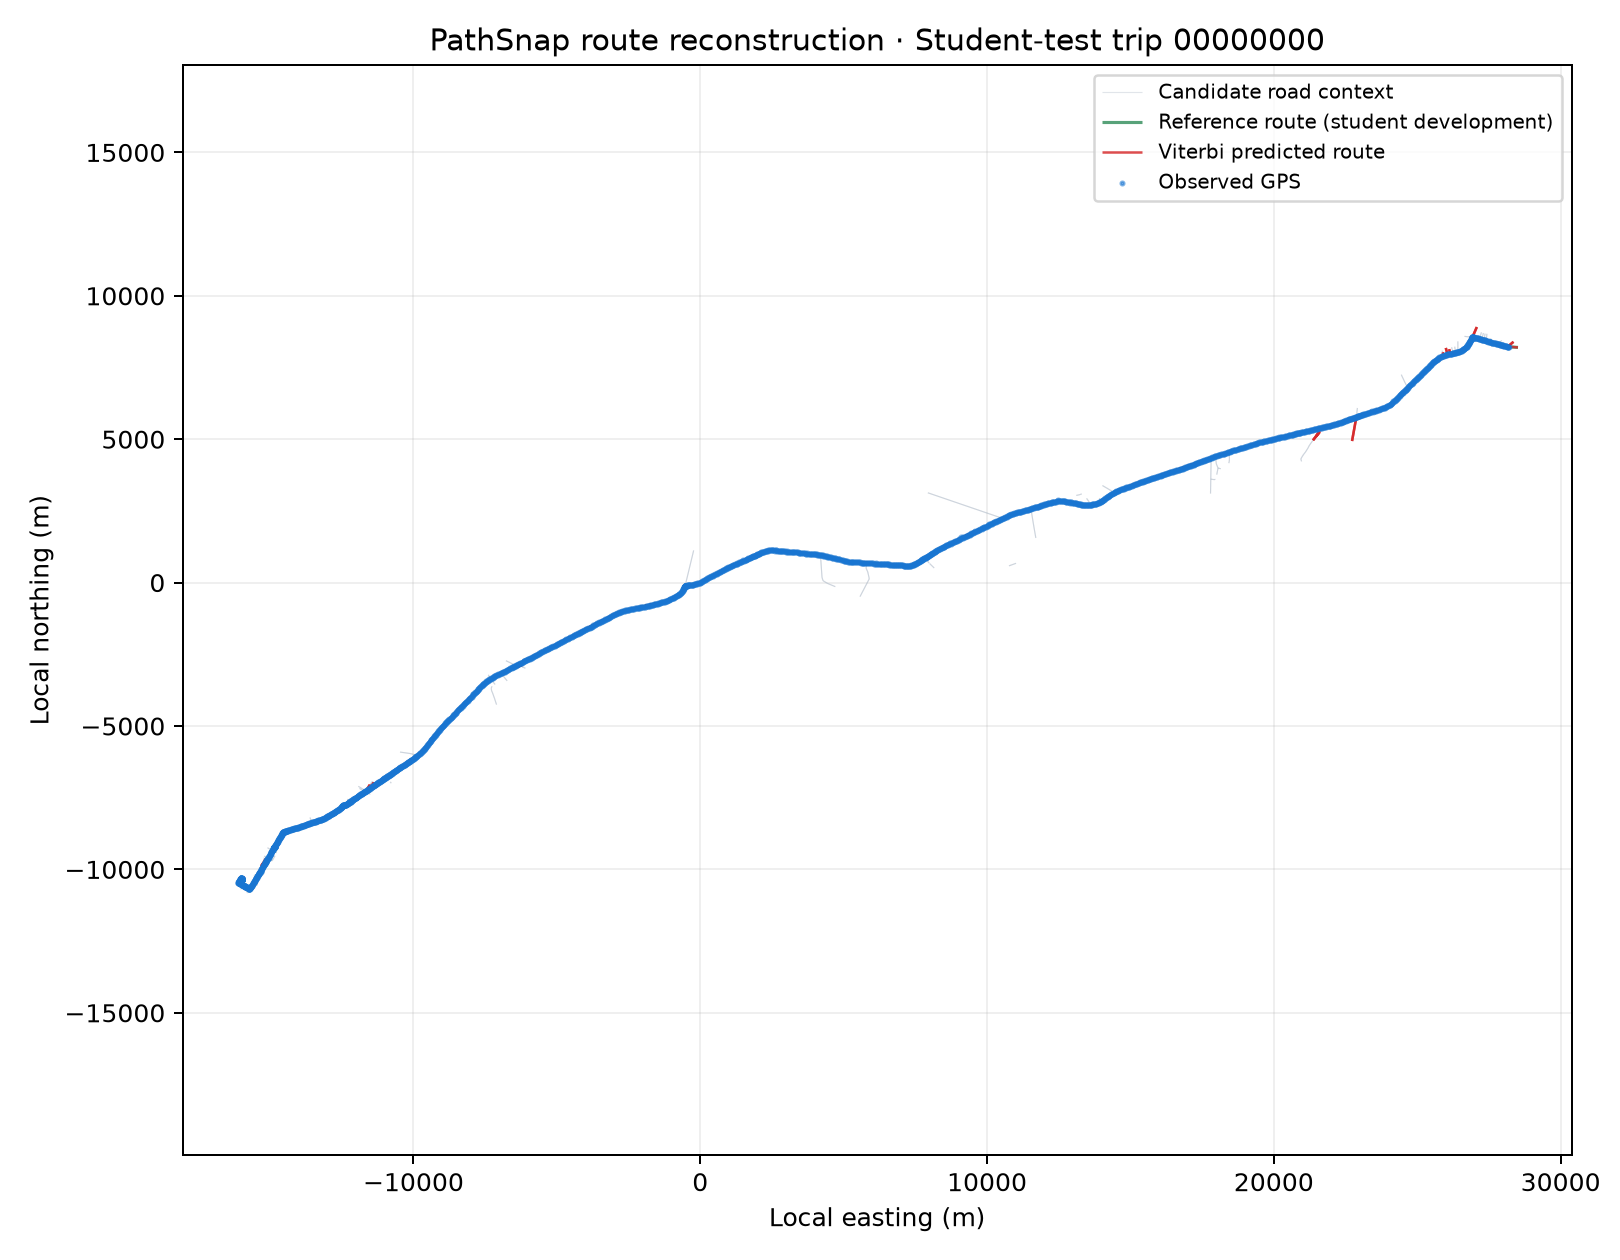 PathSnap route reconstruction · Student-test trip 00000000
Candidate road context
Reference route (student development)
Viterbi predicted route
Observed GPS
Local northing (m)
15000
10000
5000
0
−5000
−10000
−15000
−10000
0
10000
20000
30000
Local easting (m)